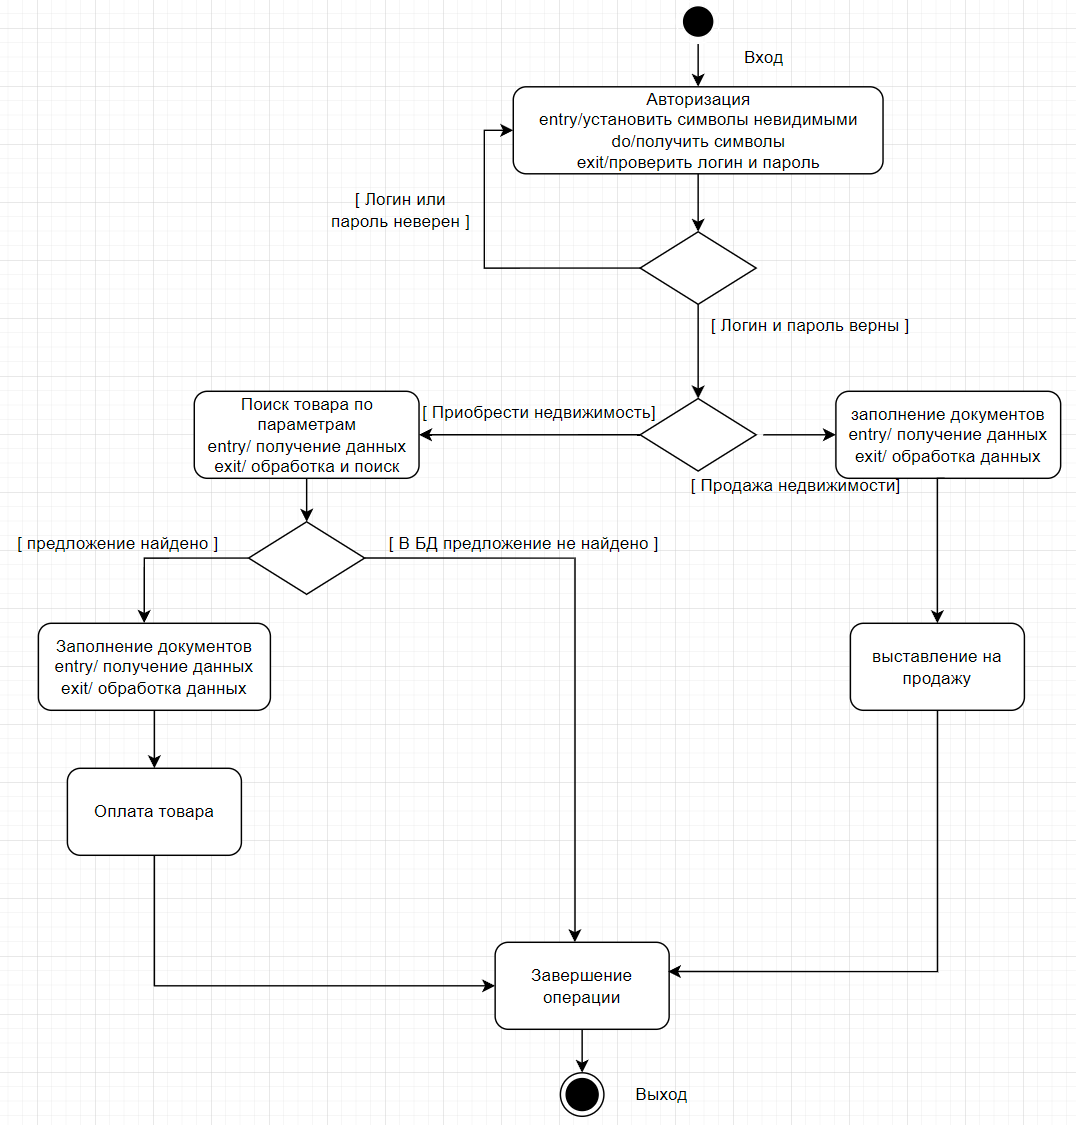 Вход
Авторизация
entry/установить символы невидимыми
do/получить символы
exit/проверить логин и пароль
[ Логин или
пароль неверен ]
[ Логин и пароль верны ]
Поиск товара по
параметрам
entry/ получение данных
exit/ обработка и поиск
[ Приобрести недвижимость]
заполнение документов
entry/ получение данных
exit/ обработка данных
[ Продажа недвижимости]
[ предложение найдено ]
[ В БД предложение не найдено ]
Заполнение документов
entry/ получение данных
exit/ обработка данных
выставление на
продажу
Оплата товара
Завершение
операции
Выход